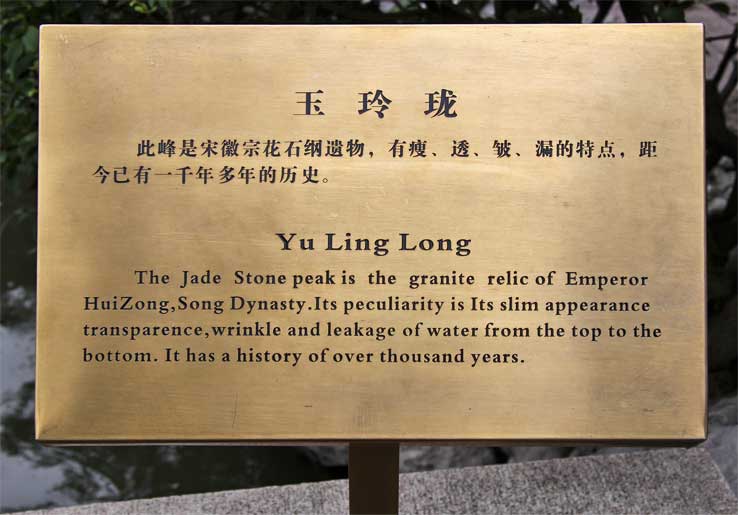 玉玲珑
此峰是宋徽宗花石纲遗物，有瘦、透、皱、漏的特点，距
今已有一千年多年的历史。
Yu Ling Long
The Jade Stone peak is the granite relic of Emperor
HuiZong,Song Dynasty.Its peculiarity is Its slim appearance
transparence,wrinkle and leakage of water from the top to the
bottom. It has a history of over thousand years.